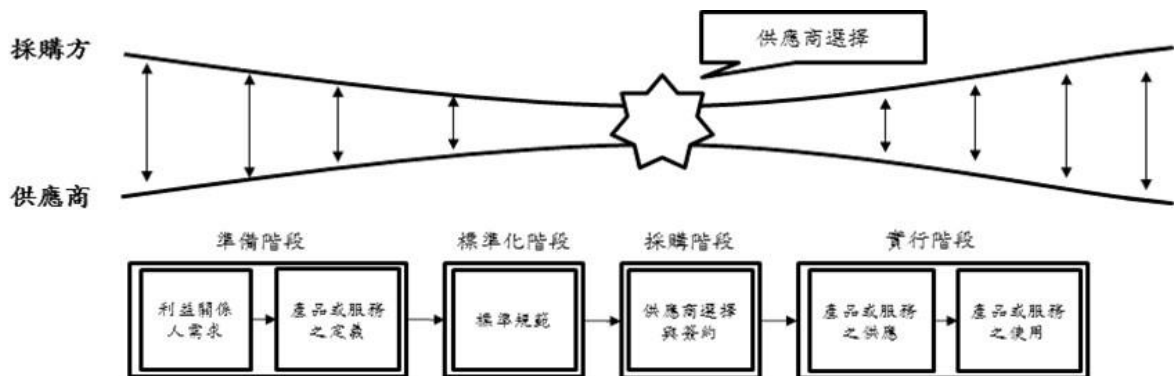 供應商選擇
採購方
供應商
準備階段
標準化階段
採購階段
實行階段
利益關係
人需求
產品或服務
之定義
標準規範
供應商選擇
與簽約
產品或服務
之供應
產品或服務
之使用